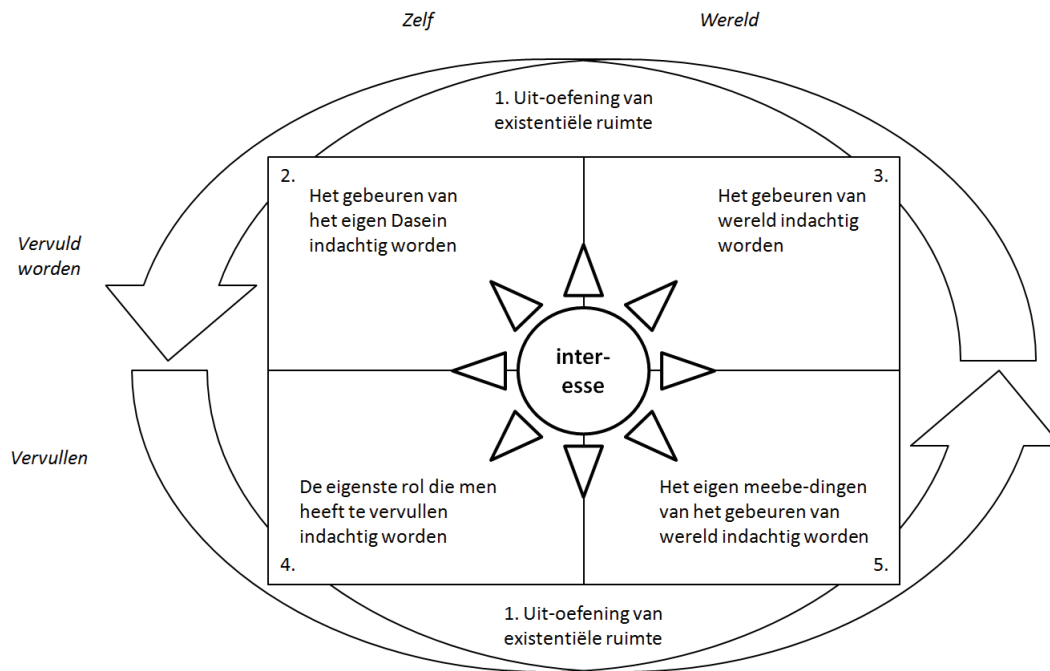 Zelf
Wereld
1. Uit-oefening van
existentiële ruimte
2.
Het gebeuren van
het eigen Dasein
indachtig worden
3.
Het gebeuren van
wereld indachtig
worden
Vervuld
worden
inter-
esse
Vervullen
De eigenste rol die men
heeft te vervullen
indachtig worden
4.
Het eigen meebe-dingen
van het gebeuren van
wereld indachtig worden
5.
1. Uit-oefening van
existentiële ruimte